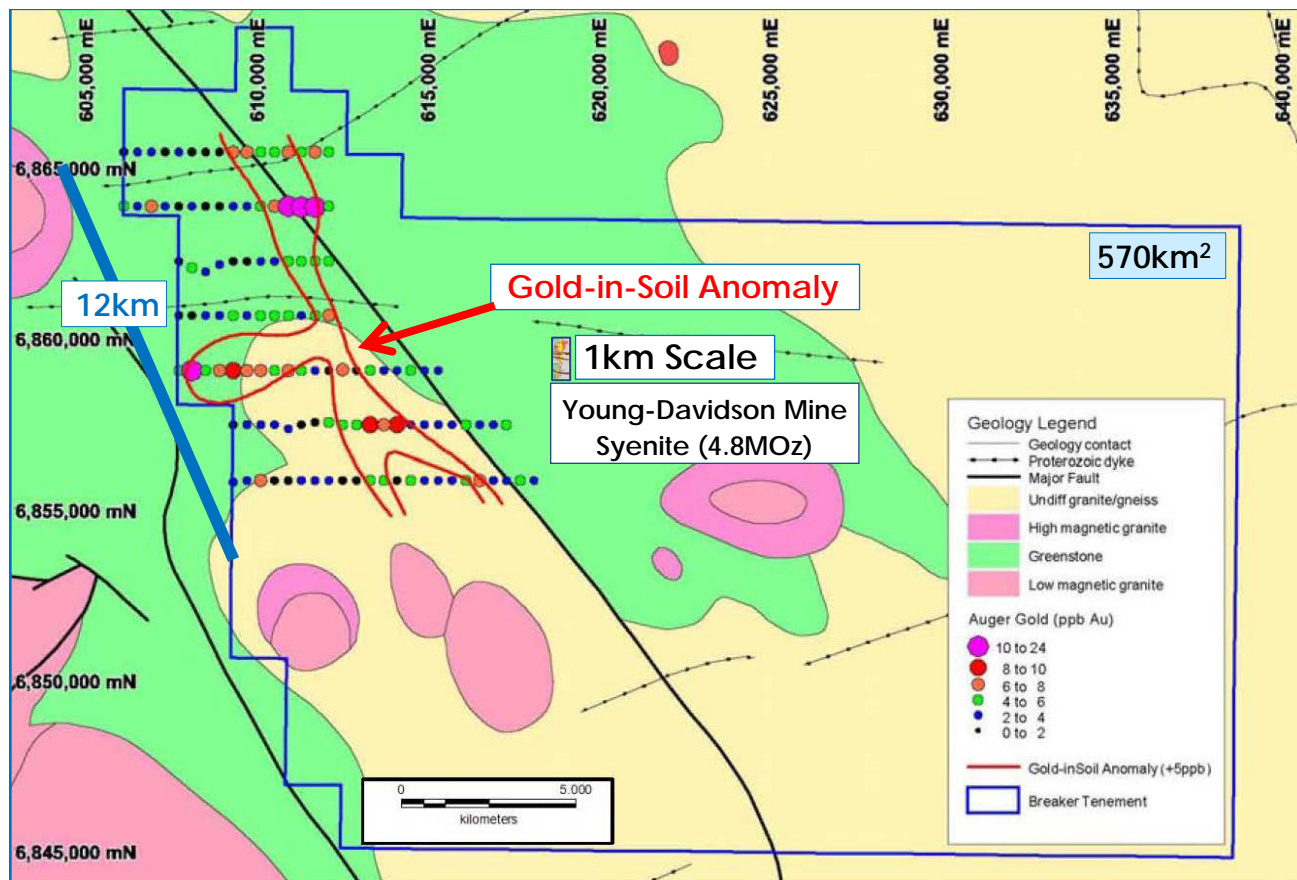 605,000 mE
610,000 mE
615,000 mE
620,000 mE
625,000 mE
630,000 mE
635,000 mE
640,000 mE
6,865,000 mN
570km2
12km
Gold-in-Soil Anomaly
6,860,000 mN
1km Scale
Young-Davidson Mine
Syenite (4.8MOz)
6,855,000 mN
6,850,000 mN
6,845,000 mN
0 5.000
kilometers
Geology Legend
Geology contact
Proterozoic dyke
Major Fault
Undiff granite/gneiss
High magnetic granite
Greenstone
Low magnetic granite
Auger Gold (ppb Au)
10 to 24
8 to 10
6 to 8
4 to 6
2 to 4
0 to 2
Gold-inSoil Anomaly (+5ppb)
Breaker Tenement